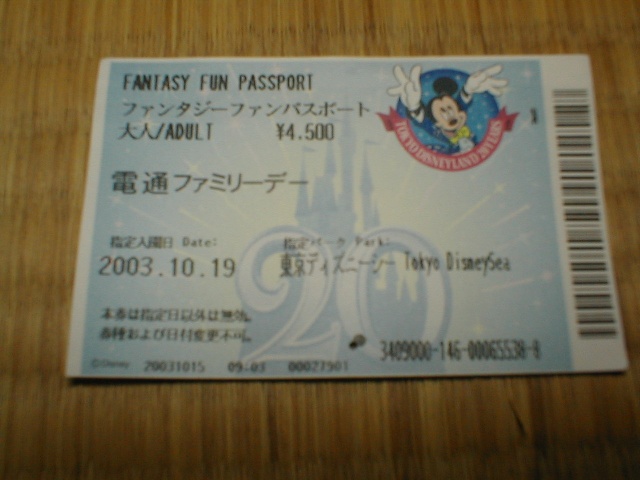 FANTASY FUN PASSPORT
ファンタジーファンパスポート
大人/ADULT ¥4.500
TOKYO DISNEYLAND 20 YEARS
電通ファミリーデー
指定入園日 Date: 指定パーク Park:
2003.10.19 東京ディズニーシー Tokyo DisneySea
20
本券は指定日以外は無効。
券種および日付変更不可。
3409000-146-00065538-8
©Disney 20031015 09:03 00027901